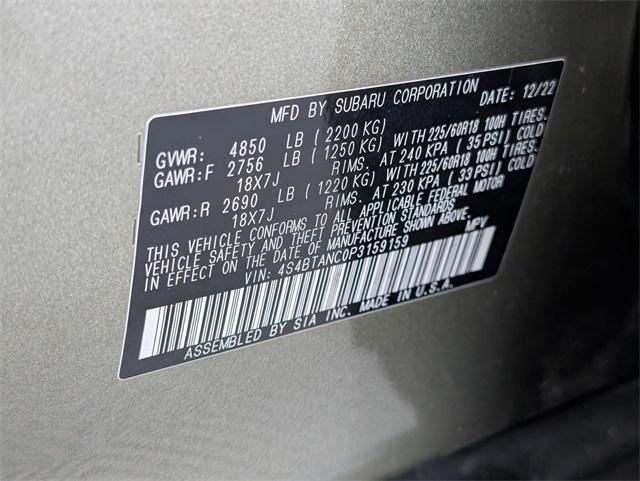 MFD BY SUBARU CORPORATION DATE: 12/22
GVWR: 4850 LB ( 2200 KG)
GAWR:F 2756 LB ( 1250 KG) WITH 225/60R18 100H TIRES.
18X7J RIMS. AT 240 KPA ( 35 PSI) COLD
GAWR:R 2690 LB ( 1220 KG) WITH 225/60R18 100H TIRES.
18X7J RIMS. AT 230 KPA ( 33 PSI) COLD
THIS VEHICLE CONFORMS TO ALL APPLICABLE FEDERAL MOTOR
VEHICLE SAFETY AND THEFT PREVENTION STANDARDS
IN EFFECT ON THE DATE OF MANUFACTURE SHOWN ABOVE.
VIN: 4S4BTANC0P3159159 MPV
ASSEMBLED BY SIA INC. MADE IN U.S.A.